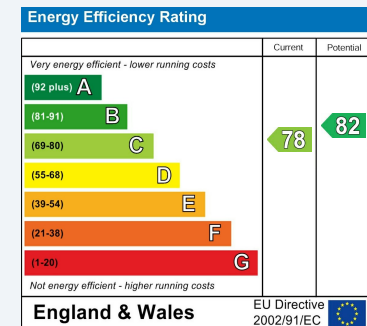 Energy Efficiency Rating
Current Potential
Very energy efficient - lower running costs
(92 plus) A
(81-91) B
(69-80) C
(55-68) D
(39-54) E
(21-38) F
(1-20) G
78
82
Not energy efficient - higher running costs
England & Wales
EU Directive
2002/91/EC